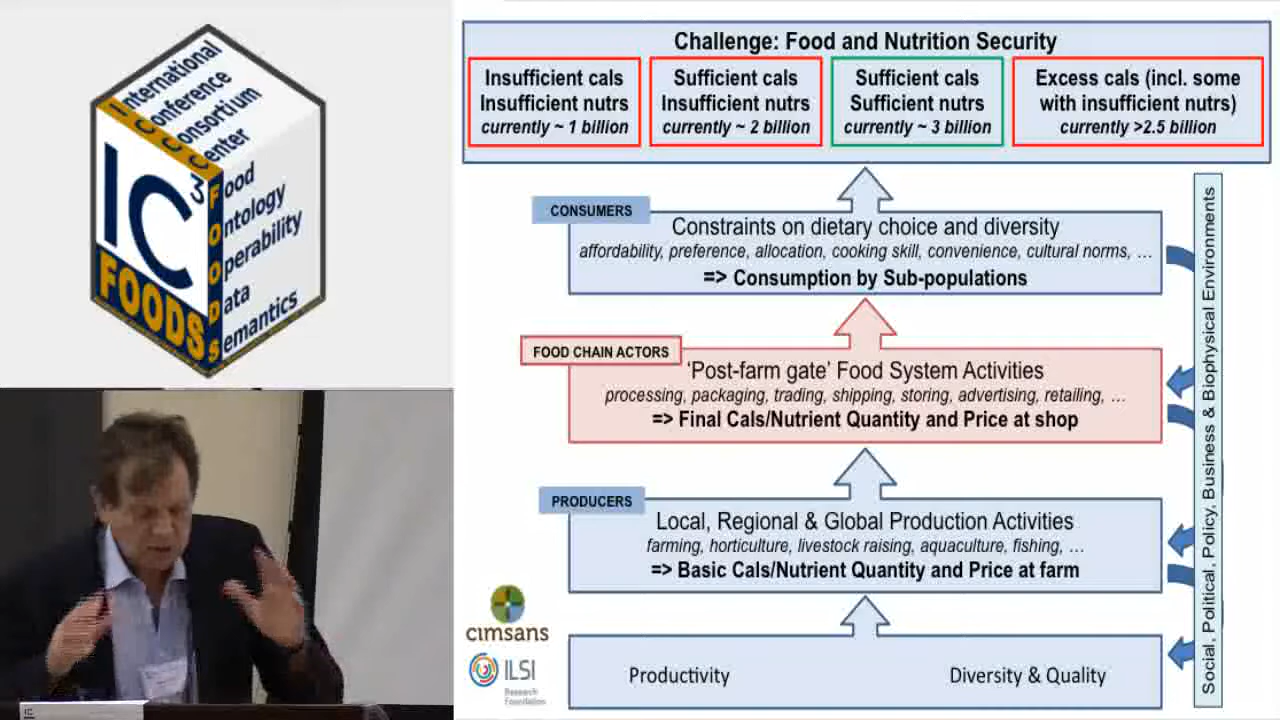 International
Conference
Consortium
Center
Food
Ontology
Operability
Data
Semantics
IC3
FOODS
Challenge: Food and Nutrition Security
Insufficient cals
Insufficient nutrs
currently ~ 1 billion
Sufficient cals
Insufficient nutrs
currently ~ 2 billion
Sufficient cals
Sufficient nutrs
currently ~ 3 billion
Excess cals (incl. some
with insufficient nutrs)
currently >2.5 billion
CONSUMERS
Constraints on dietary choice and diversity
affordability, preference, allocation, cooking skill, convenience, cultural norms, …
=> Consumption by Sub-populations
FOOD CHAIN ACTORS
‘Post-farm gate’ Food System Activities
processing, packaging, trading, shipping, storing, advertising, retailing, …
=> Final Cals/Nutrient Quantity and Price at shop
PRODUCERS
Local, Regional & Global Production Activities
farming, horticulture, livestock raising, aquaculture, fishing, …
=> Basic Cals/Nutrient Quantity and Price at farm
Productivity
Diversity & Quality
Social, Political, Policy, Business & Biophysical Environments
cimsans
ILSI
Research
Foundation